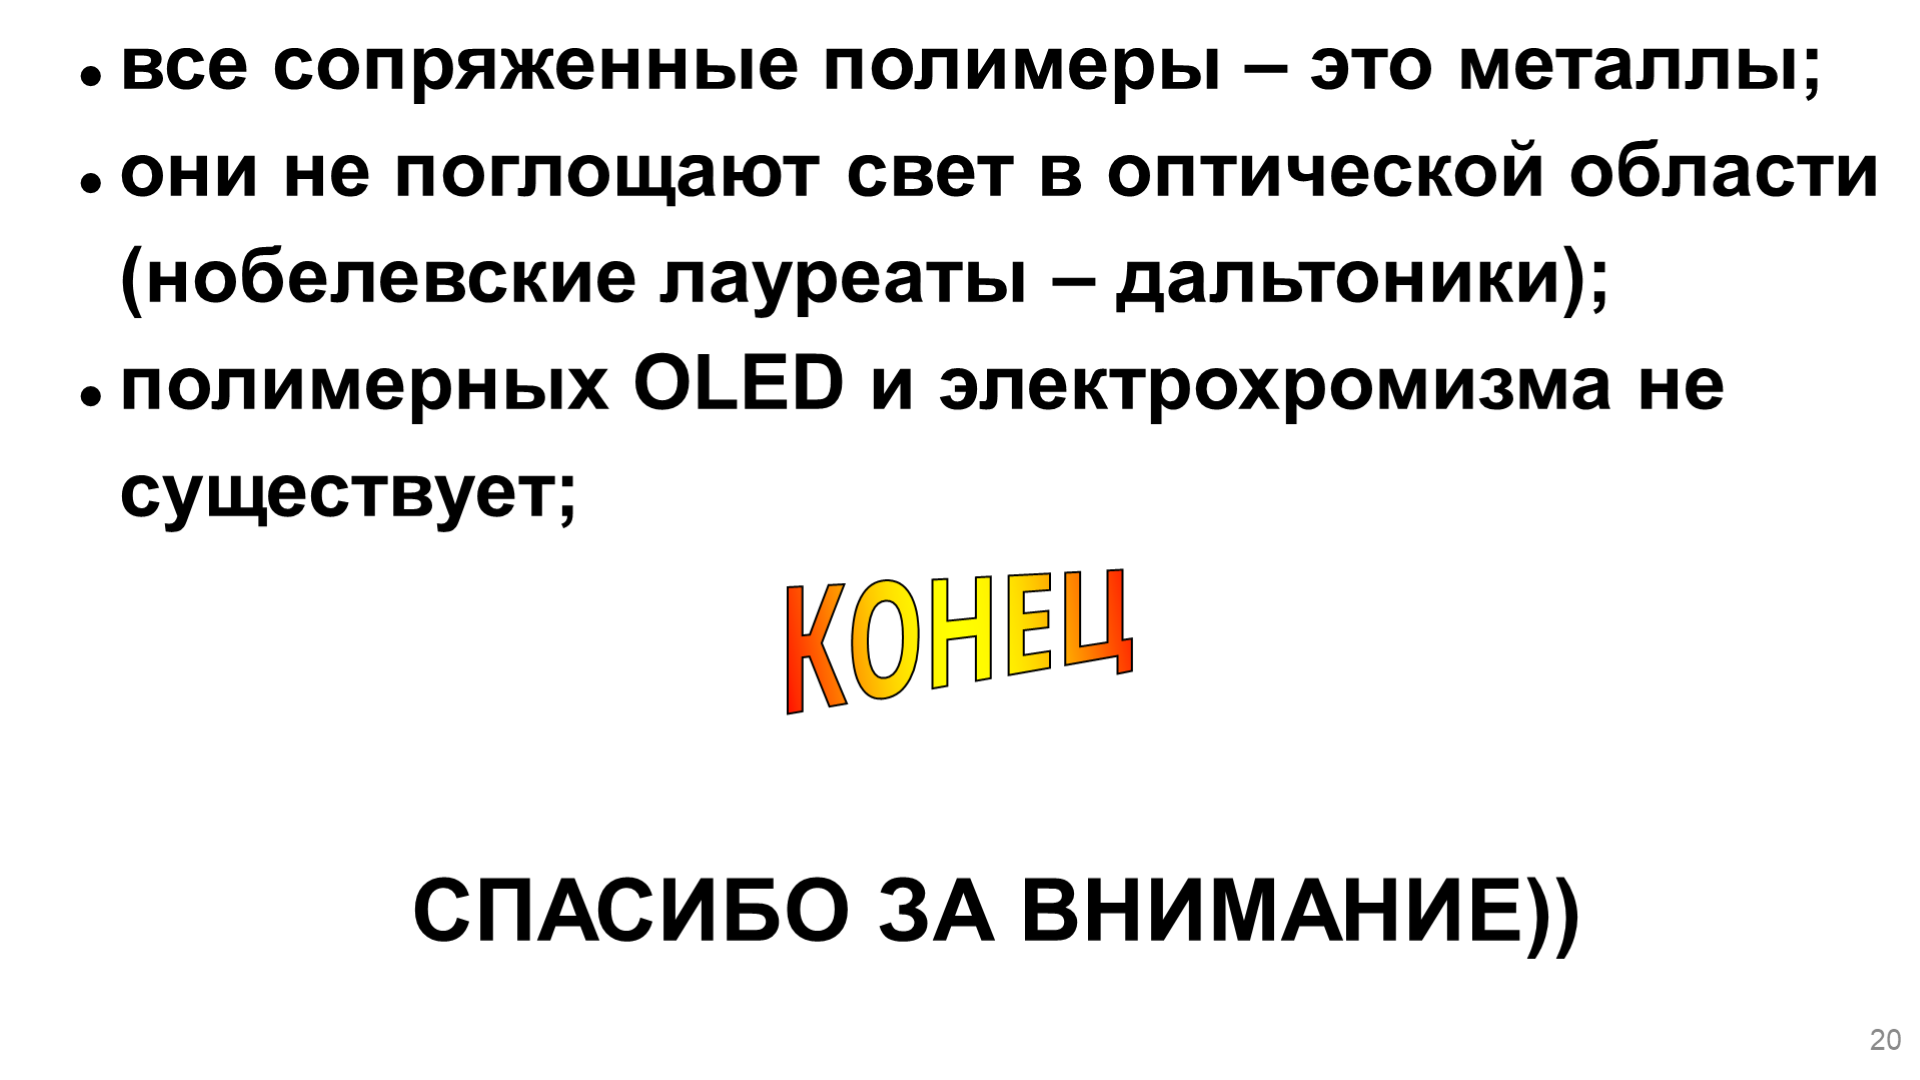 • все сопряженные полимеры – это металлы;
• они не поглощают свет в оптической области
(нобелевские лауреаты – дальтоники);
• полимерных OLED и электрохромизма не
существует;
КОНЕЦ
СПАСИБО ЗА ВНИМАНИЕ))
20